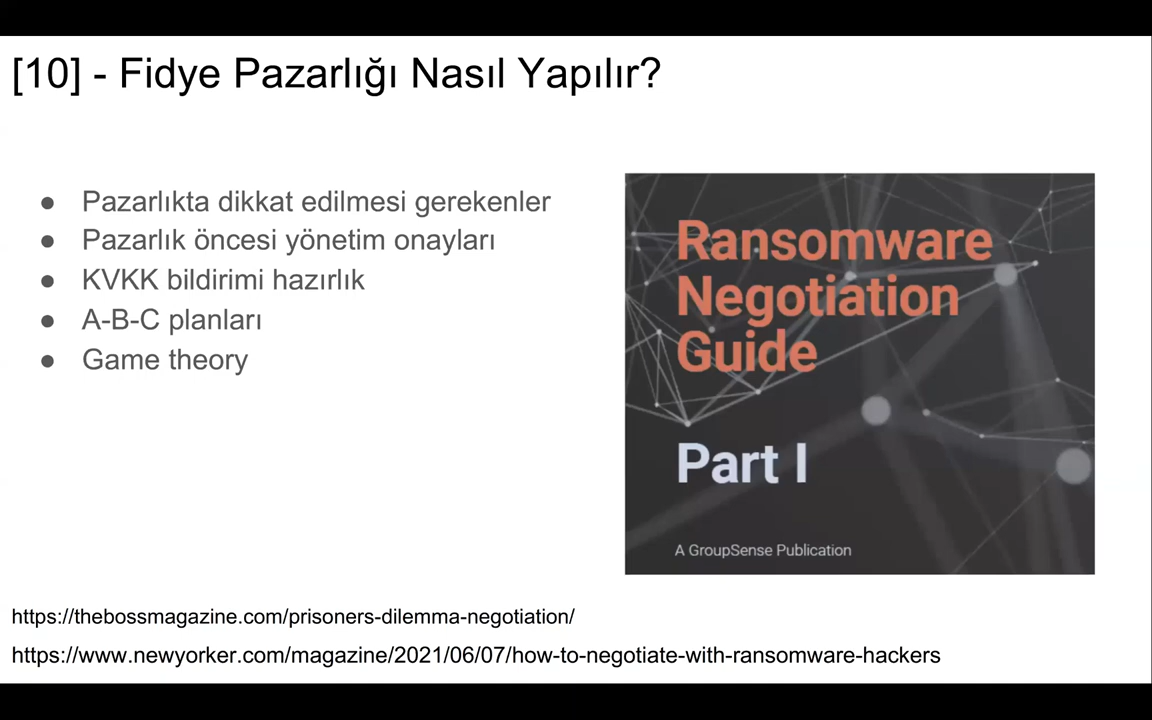 [10] - Fidye Pazarlığı Nasıl Yapılır?
● Pazarlıkta dikkat edilmesi gerekenler
● Pazarlık öncesi yönetim onayları
● KVKK bildirimi hazırlık
● A-B-C planları
● Game theory
Ransomware
Negotiation
Guide
Part I
A GroupSense Publication
https://thebossmagazine.com/prisoners-dilemma-negotiation/
https://www.newyorker.com/magazine/2021/06/07/how-to-negotiate-with-ransomware-hackers